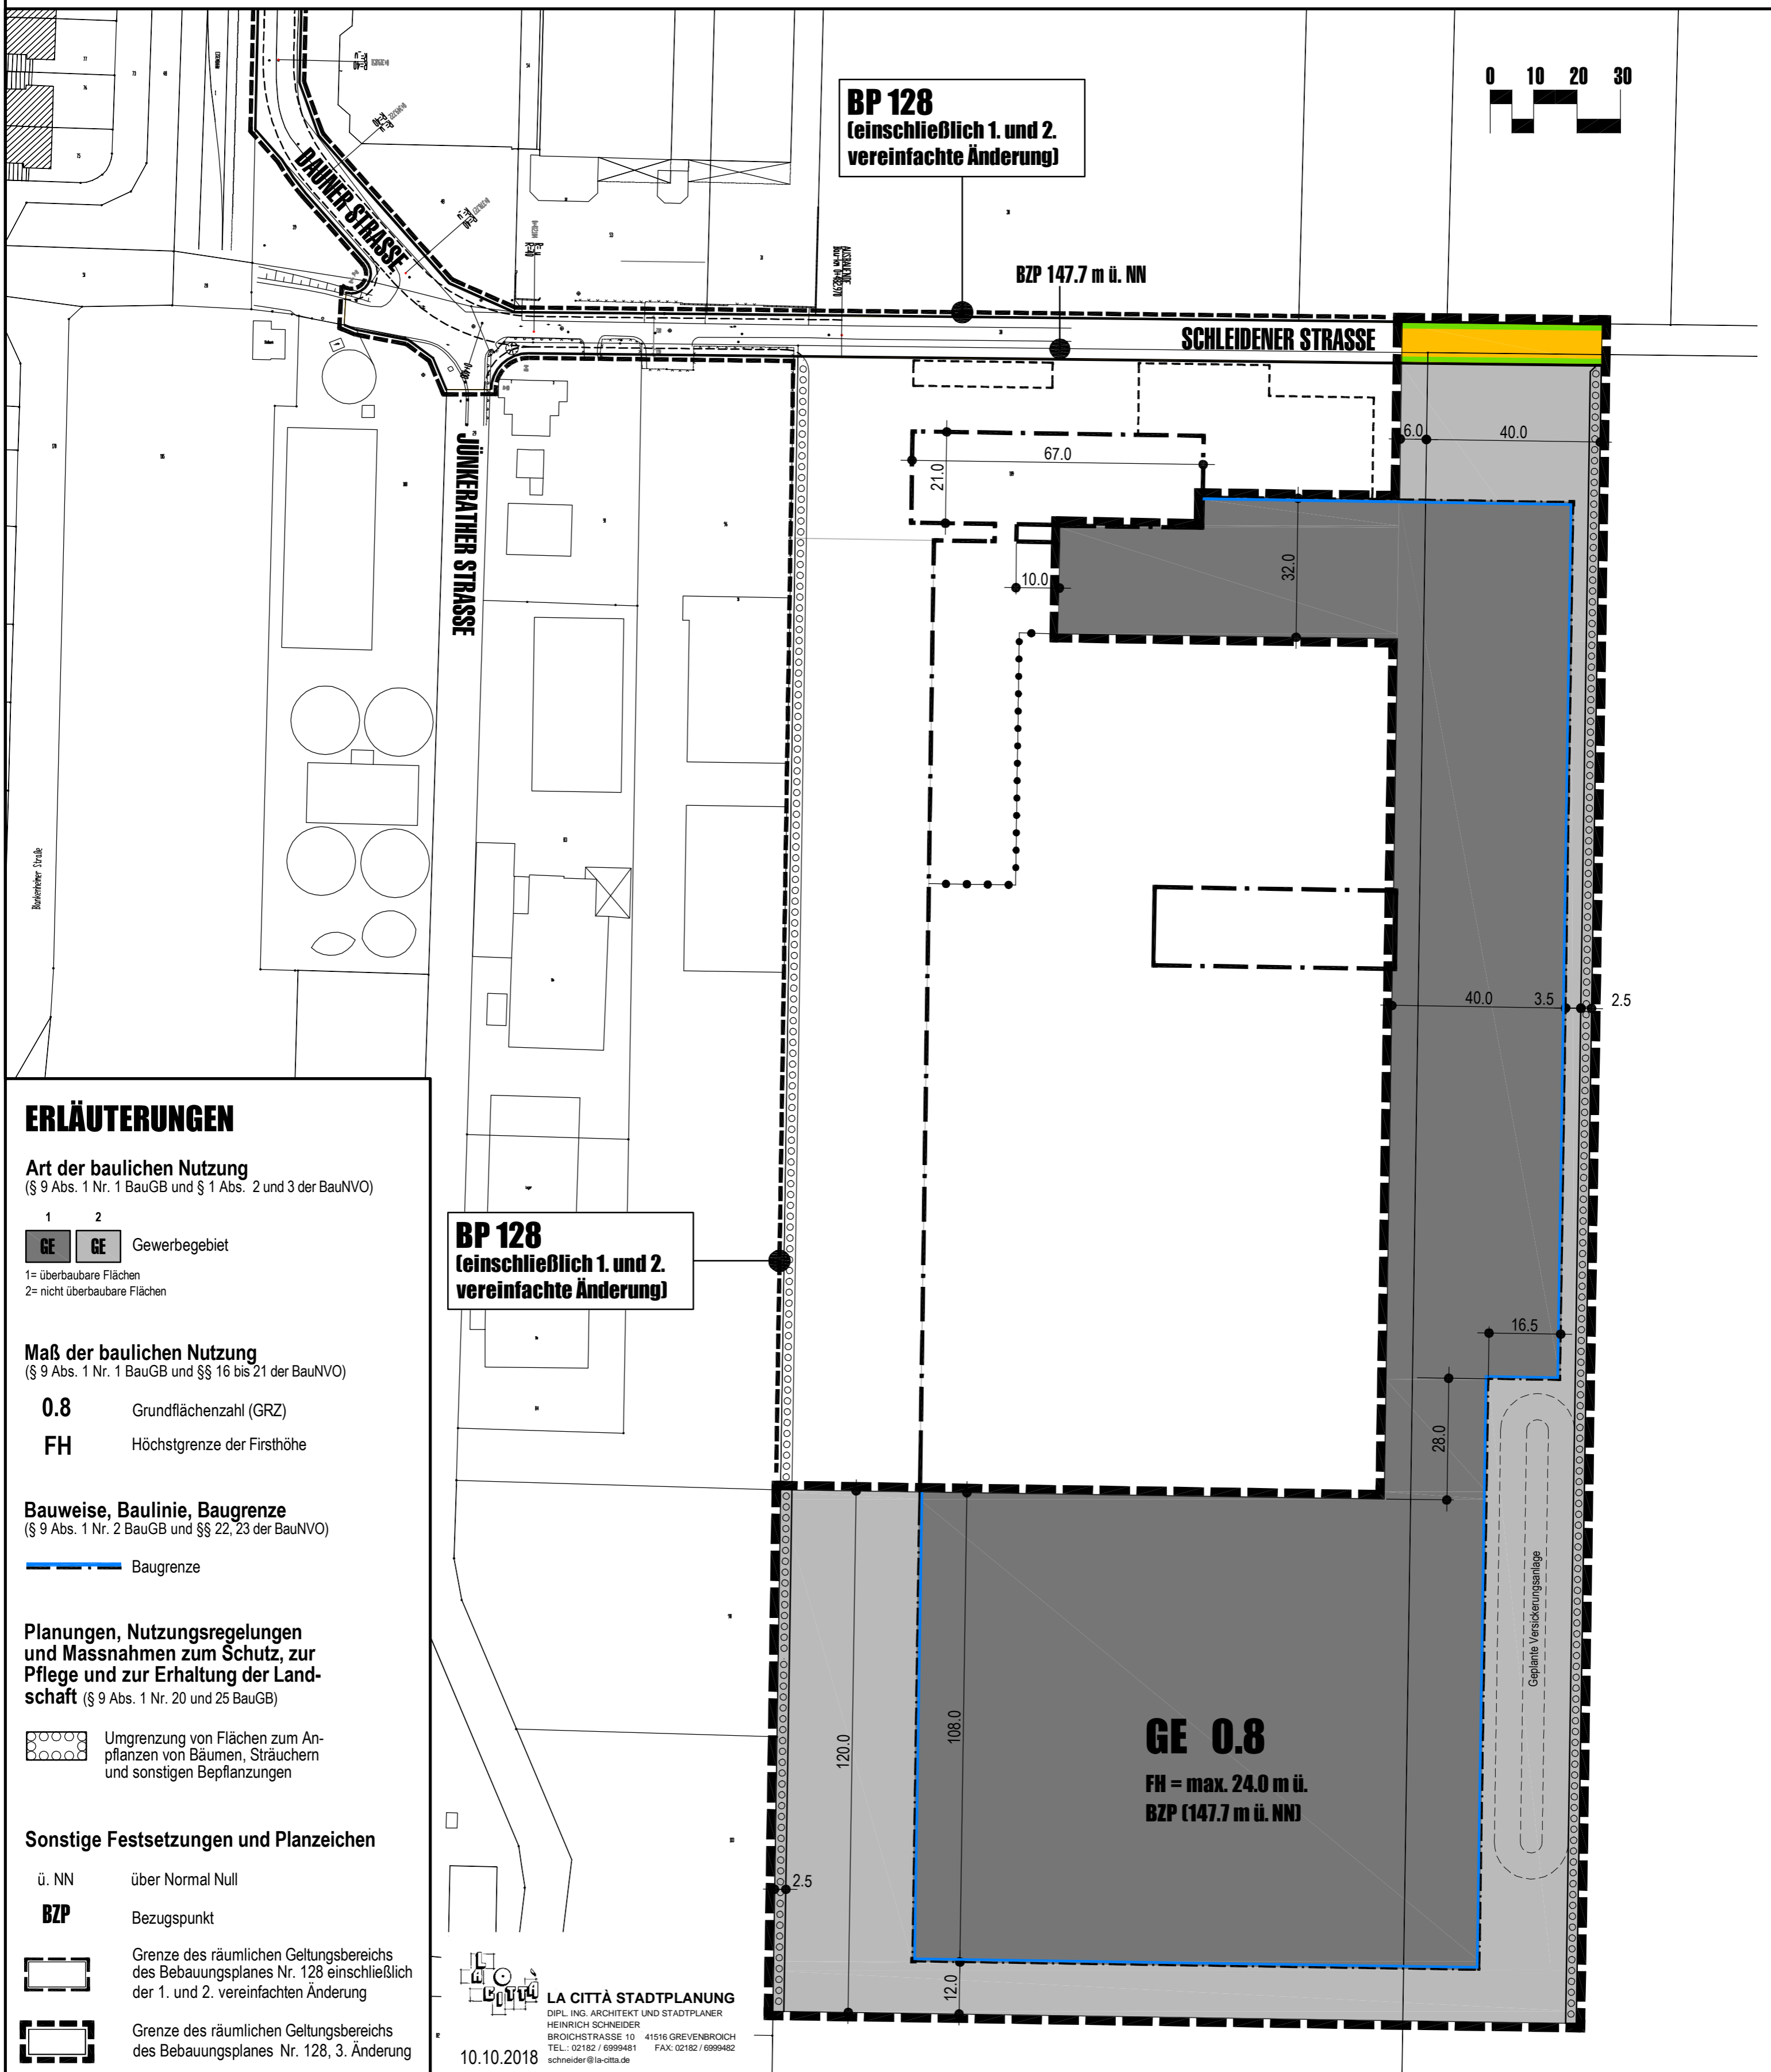 0 10 20 30
BP 128
(einschließlich 1. und 2.
vereinfachte Änderung)
DAUNER STRASSE
BZP 147.7 m ü. NN
SCHLEIDENER STRASSE
JÜNKERATHER STRASSE
6.0
40.0
67.0
21.0
32.0
10.0
40.0
3.5
2.5
Blankenheimer Straße
16.5
28.0
BP 128
(einschließlich 1. und 2.
vereinfachte Änderung)
Geplante Versickerungsanlage
120.0
108.0
GE 0.8
FH = max. 24.0 m ü.
BZP (147.7 m ü. NN)
2.5
12.0
ERLÄUTERUNGEN
Art der baulichen Nutzung
(§ 9 Abs. 1 Nr. 1 BauGB und § 1 Abs. 2 und 3 der BauNVO)
1 2
GE GE Gewerbegebiet
1= überbaubare Flächen
2= nicht überbaubare Flächen
Maß der baulichen Nutzung
(§ 9 Abs. 1 Nr. 1 BauGB und §§ 16 bis 21 der BauNVO)
0.8 Grundflächenzahl (GRZ)
FH Höchstgrenze der Firsthöhe
Bauweise, Baulinie, Baugrenze
(§ 9 Abs. 1 Nr. 2 BauGB und §§ 22, 23 der BauNVO)
Baugrenze
Planungen, Nutzungsregelungen
und Massnahmen zum Schutz, zur
Pflege und zur Erhaltung der Land-
schaft (§ 9 Abs. 1 Nr. 20 und 25 BauGB)
Umgrenzung von Flächen zum An-
pflanzen von Bäumen, Sträuchern
und sonstigen Bepflanzungen
Sonstige Festsetzungen und Planzeichen
ü. NN über Normal Null
BZP Bezugspunkt
Grenze des räumlichen Geltungsbereichs
des Bebauungsplanes Nr. 128 einschließlich
der 1. und 2. vereinfachten Änderung
Grenze des räumlichen Geltungsbereichs
des Bebauungsplanes Nr. 128, 3. Änderung
LA CITTÀ
LA CITTÀ STADTPLANUNG
DIPL. ING. ARCHITEKT UND STADTPLANER
HEINRICH SCHNEIDER
BROICHSTRASSE 10 41516 GREVENBROICH
TEL.: 02182 / 6999481 FAX: 02182 / 6999482
schneider@la-citta.de
10.10.2018